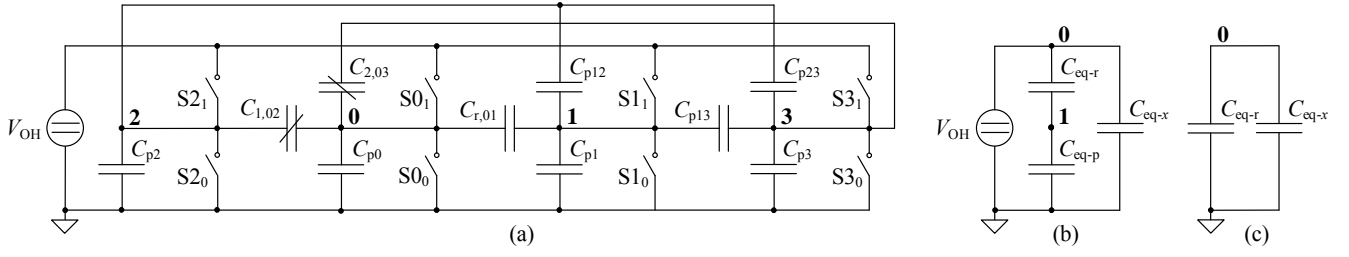 V_OH
2
C_p2
S2_1
S2_0
C_1,02
C_2,03
0
C_p0
S0_1
S0_0
C_r,01
C_p12
1
C_p1
S1_1
S1_0
C_p13
C_p23
3
C_p3
S3_1
S3_0
(a)
V_OH
0
C_eq-r
1
C_eq-p
C_eq-x
(b)
0
C_eq-r
C_eq-x
(c)